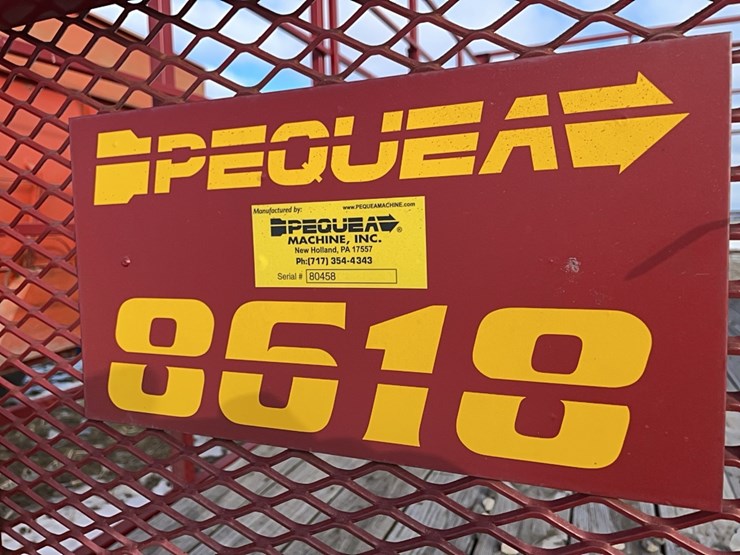 PEQUEA
Manufactured by: www.PEQUEAMACHINE.com
PEQUEA®
MACHINE, INC.
New Holland, PA 17557
Ph:(717) 354-4343
Serial # 80458
8618